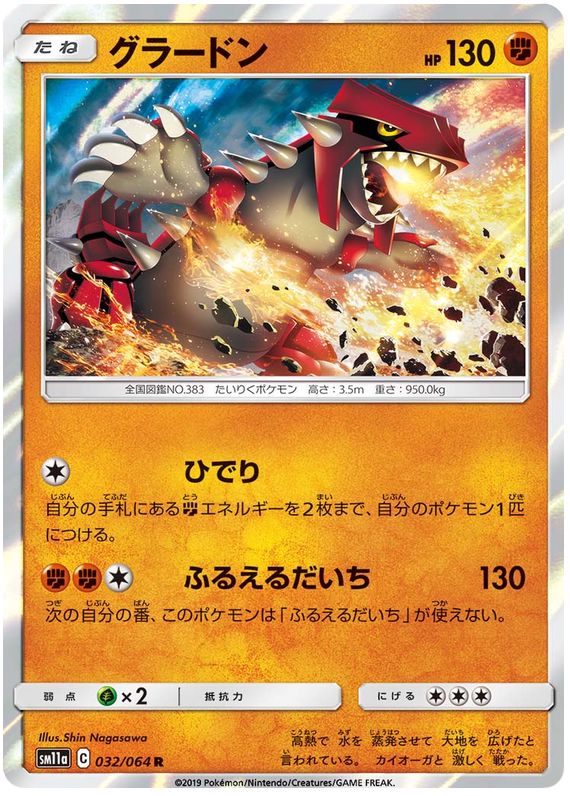 たね グラードン HP 130
全国図鑑NO.383 たいりくポケモン 高さ：3.5m 重さ：950.0kg
ひでり
自分の手札にあるエネルギーを2枚まで、自分のポケモン1匹
につける。
ふるえるだいち 130
次の自分の番、このポケモンは「ふるえるだいち」が使えない。
弱点 ×2 抵抗力 にげる
Illus.Shin Nagasawa
sm11a C 032/064 R
高熱で 水を 蒸発させて 大地を 広げたと
言われている。カイオーガと 激しく 戦った。
©2019 Pokémon/Nintendo/Creatures/GAME FREAK.